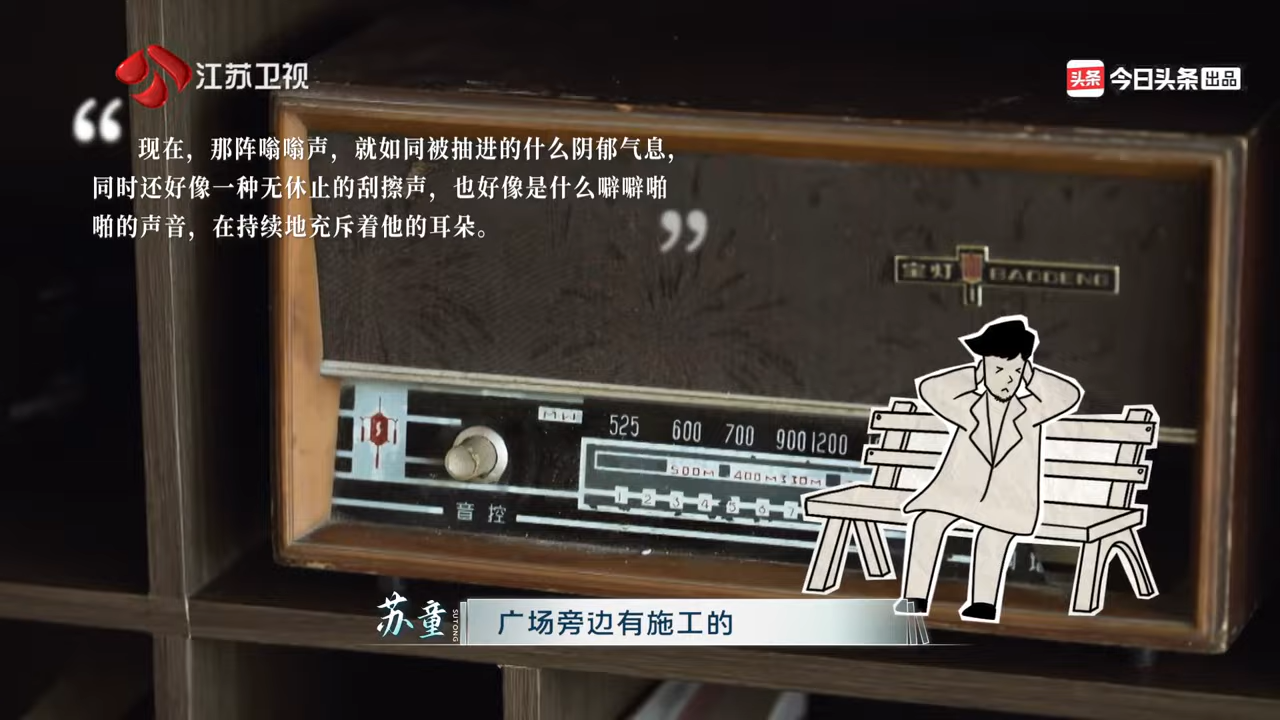 江苏卫视
头条 今日头条 出品
现在，那阵嗡嗡声，就如同被抽进的什么阴郁气息，
同时还好像一种无休止的刮擦声，也好像是什么噼噼啪
啪的声音，在持续地充斥着他的耳朵。
宝灯 BAODENG
MW
525 600 700 900 1200
500M 400M 330M
1 2 3 4 5 6 7
音控
苏童 SUTONG
广场旁边有施工的